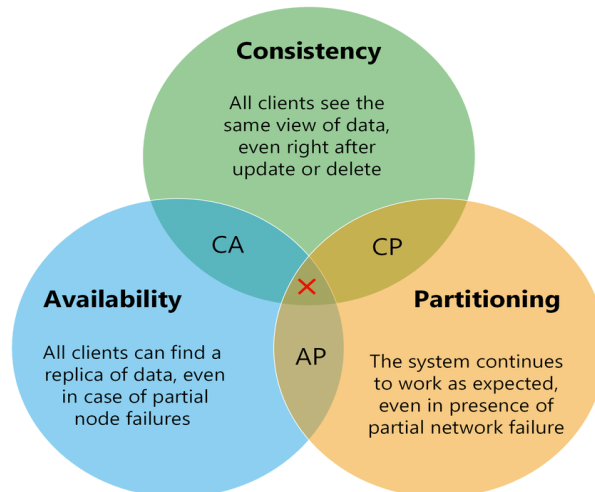 Consistency
All clients see the
same view of data,
even right after
update or delete
CA
CP
Availability
All clients can find a
replica of data, even
in case of partial
node failures
AP
Partitioning
The system continues
to work as expected,
even in presence of
partial network failure